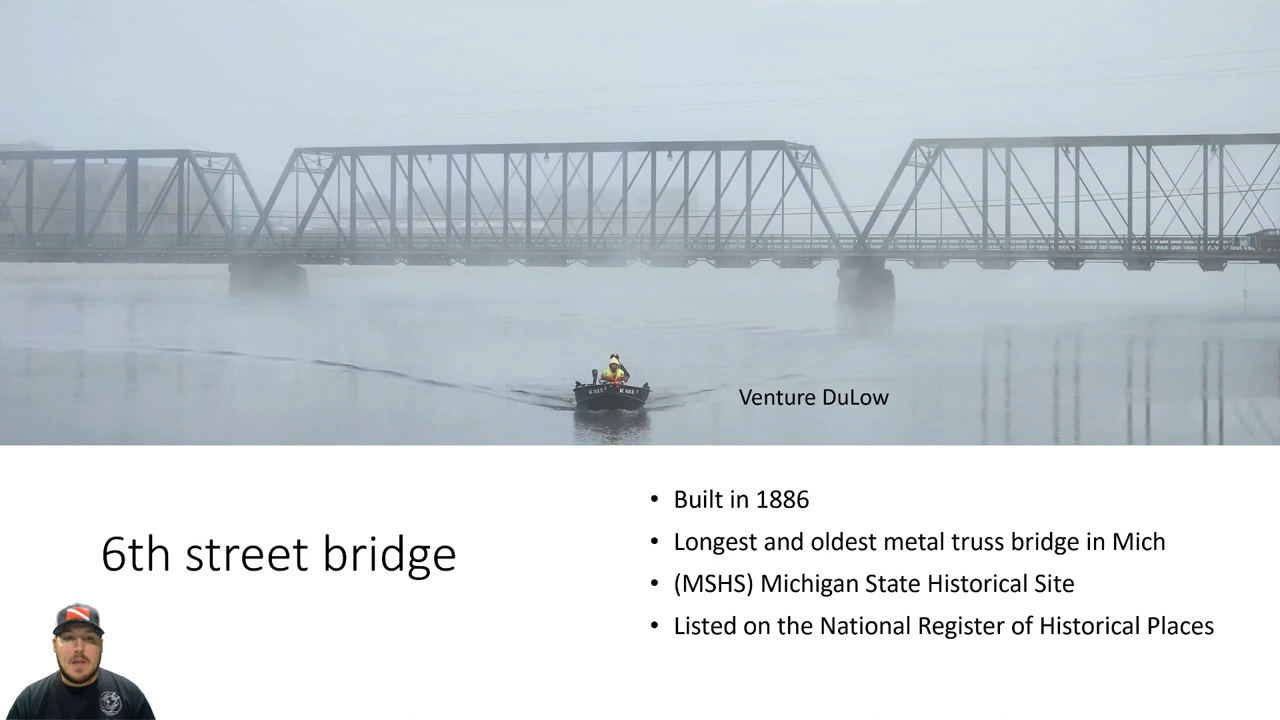 Venture DuLow
6th street bridge
• Built in 1886
• Longest and oldest metal truss bridge in Mich
• (MSHS) Michigan State Historical Site
• Listed on the National Register of Historical Places